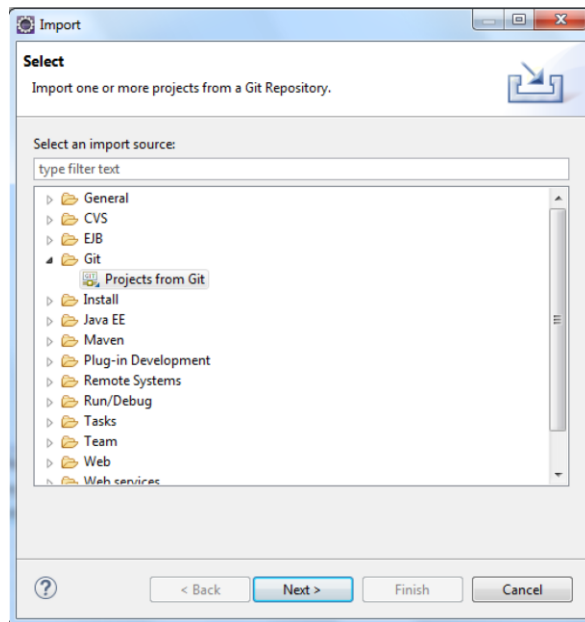 Import
Select
Import one or more projects from a Git Repository.
Select an import source:
type filter text
General
CVS
EJB
Git
Projects from Git
Install
Java EE
Maven
Plug-in Development
Remote Systems
Run/Debug
Tasks
Team
Web
Web services
? < Back Next > Finish Cancel